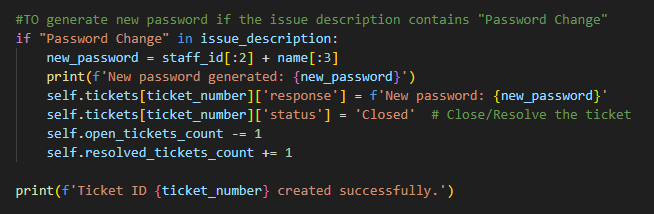 #TO generate new password if the issue description contains "Password Change"
if "Password Change" in issue_description:
    new_password = staff_id[:2] + name[:3]
    print(f'New password generated: {new_password}')
    self.tickets[ticket_number]['response'] = f'New password: {new_password}'
    self.tickets[ticket_number]['status'] = 'Closed'  # Close/Resolve the ticket
    self.open_tickets_count -= 1
    self.resolved_tickets_count += 1

print(f'Ticket ID {ticket_number} created successfully.')